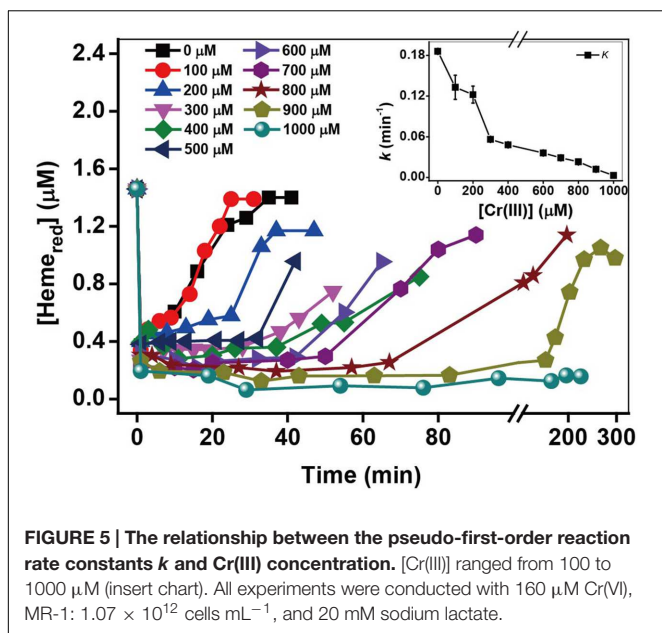 2.4
2.0
1.6
1.2
0.8
0.4
0.0
[Heme_red] (μM)
0 μM
100 μM
200 μM
300 μM
400 μM
500 μM
600 μM
700 μM
800 μM
900 μM
1000 μM
0.18
0.12
0.06
0.00
k (min⁻¹)
K
0 200 400 600 800 1000
[Cr(III)] (μM)
0 20 40 60 80 200 300
Time (min)
FIGURE 5 | The relationship between the pseudo-first-order reaction
rate constants k and Cr(III) concentration. [Cr(III)] ranged from 100 to
1000 μM (insert chart). All experiments were conducted with 160 μM Cr(VI),
MR-1: 1.07 × 10¹² cells mL⁻¹, and 20 mM sodium lactate.